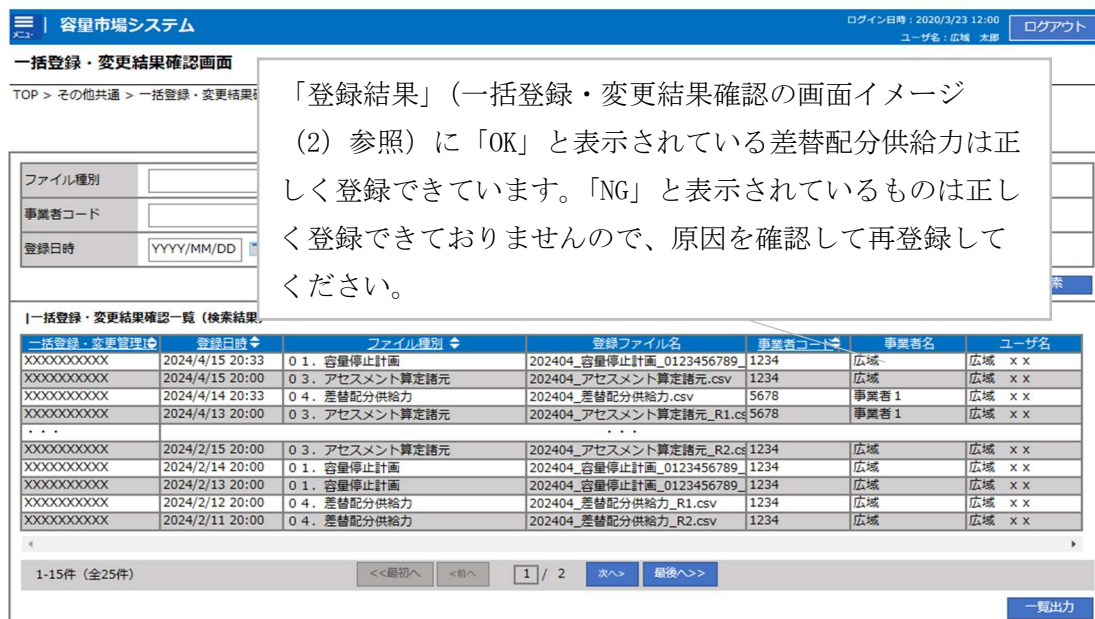 メニュー
容量市場システム
ログイン日時：2020/3/23 12:00
ユーザ名：広域 太郎
ログアウト
一括登録・変更結果確認画面
TOP > その他共通 > 一括登録・変更結果
「登録結果」（一括登録・変更結果確認の画面イメージ
（2）参照）に「OK」と表示されている差替配分供給力は正
しく登録できています。「NG」と表示されているものは正し
く登録できておりませんので、原因を確認して再登録して
ください。
ファイル種別
事業者コード
登録日時 YYYY/MM/DD
索
|一括登録・変更結果確認一覧（検索結果）
一括登録・変更管理I 登録日時 ファイル種別 登録ファイル名 事業者コード 事業者名 ユーザ名
XXXXXXXXXX 2024/4/15 20:33 01．容量停止計画 202404_容量停止計画_0123456789_ 1234 広域 広域 xx
XXXXXXXXXX 2024/4/15 20:00 03．アセスメント算定諸元 202404_アセスメント算定諸元.csv 1234 広域 広域 xx
XXXXXXXXXX 2024/4/14 20:33 04．差替配分供給力 202404_差替配分供給力.csv 5678 事業者1 広域 xx
XXXXXXXXXX 2024/4/13 20:00 03．アセスメント算定諸元 202404_アセスメント算定諸元_R1.cs 5678 事業者1 広域 xx
・・・ ・・・
XXXXXXXXXX 2024/2/15 20:00 03．アセスメント算定諸元 202404_アセスメント算定諸元_R2.cs 1234 広域 広域 xx
XXXXXXXXXX 2024/2/14 20:00 01．容量停止計画 202404_容量停止計画_0123456789_ 1234 広域 広域 xx
XXXXXXXXXX 2024/2/13 20:00 01．容量停止計画 202404_容量停止計画_0123456789_ 1234 広域 広域 xx
XXXXXXXXXX 2024/2/12 20:00 04．差替配分供給力 202404_差替配分供給力_R1.csv 1234 広域 広域 xx
XXXXXXXXXX 2024/2/11 20:00 04．差替配分供給力 202404_差替配分供給力_R2.csv 1234 広域 広域 xx
1-15件（全25件） <<最初へ <前へ 1 / 2 次へ> 最後へ>>
一覧出力